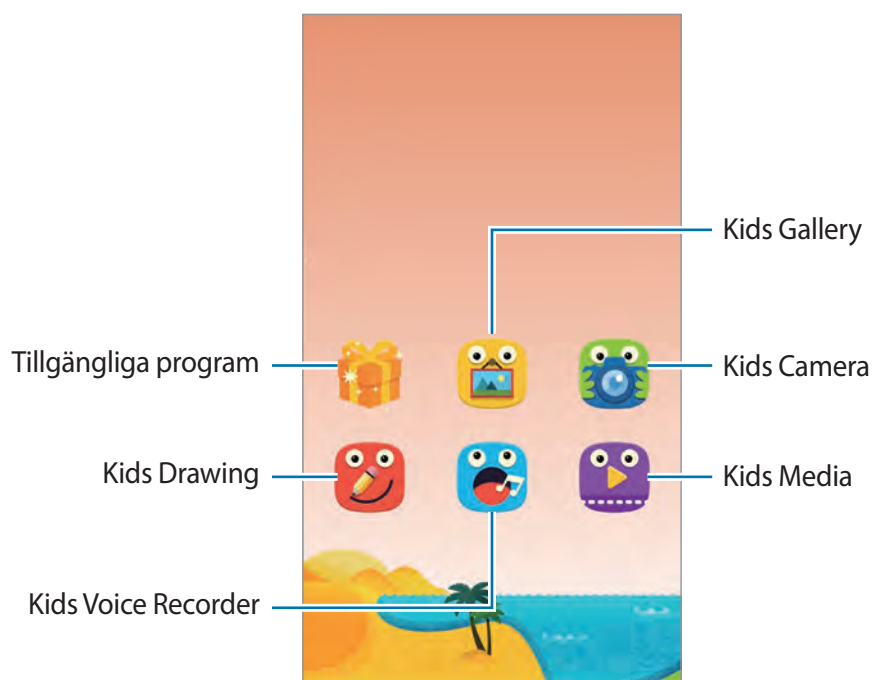 Kids Gallery
Tillgängliga program
Kids Camera
Kids Drawing
Kids Media
Kids Voice Recorder